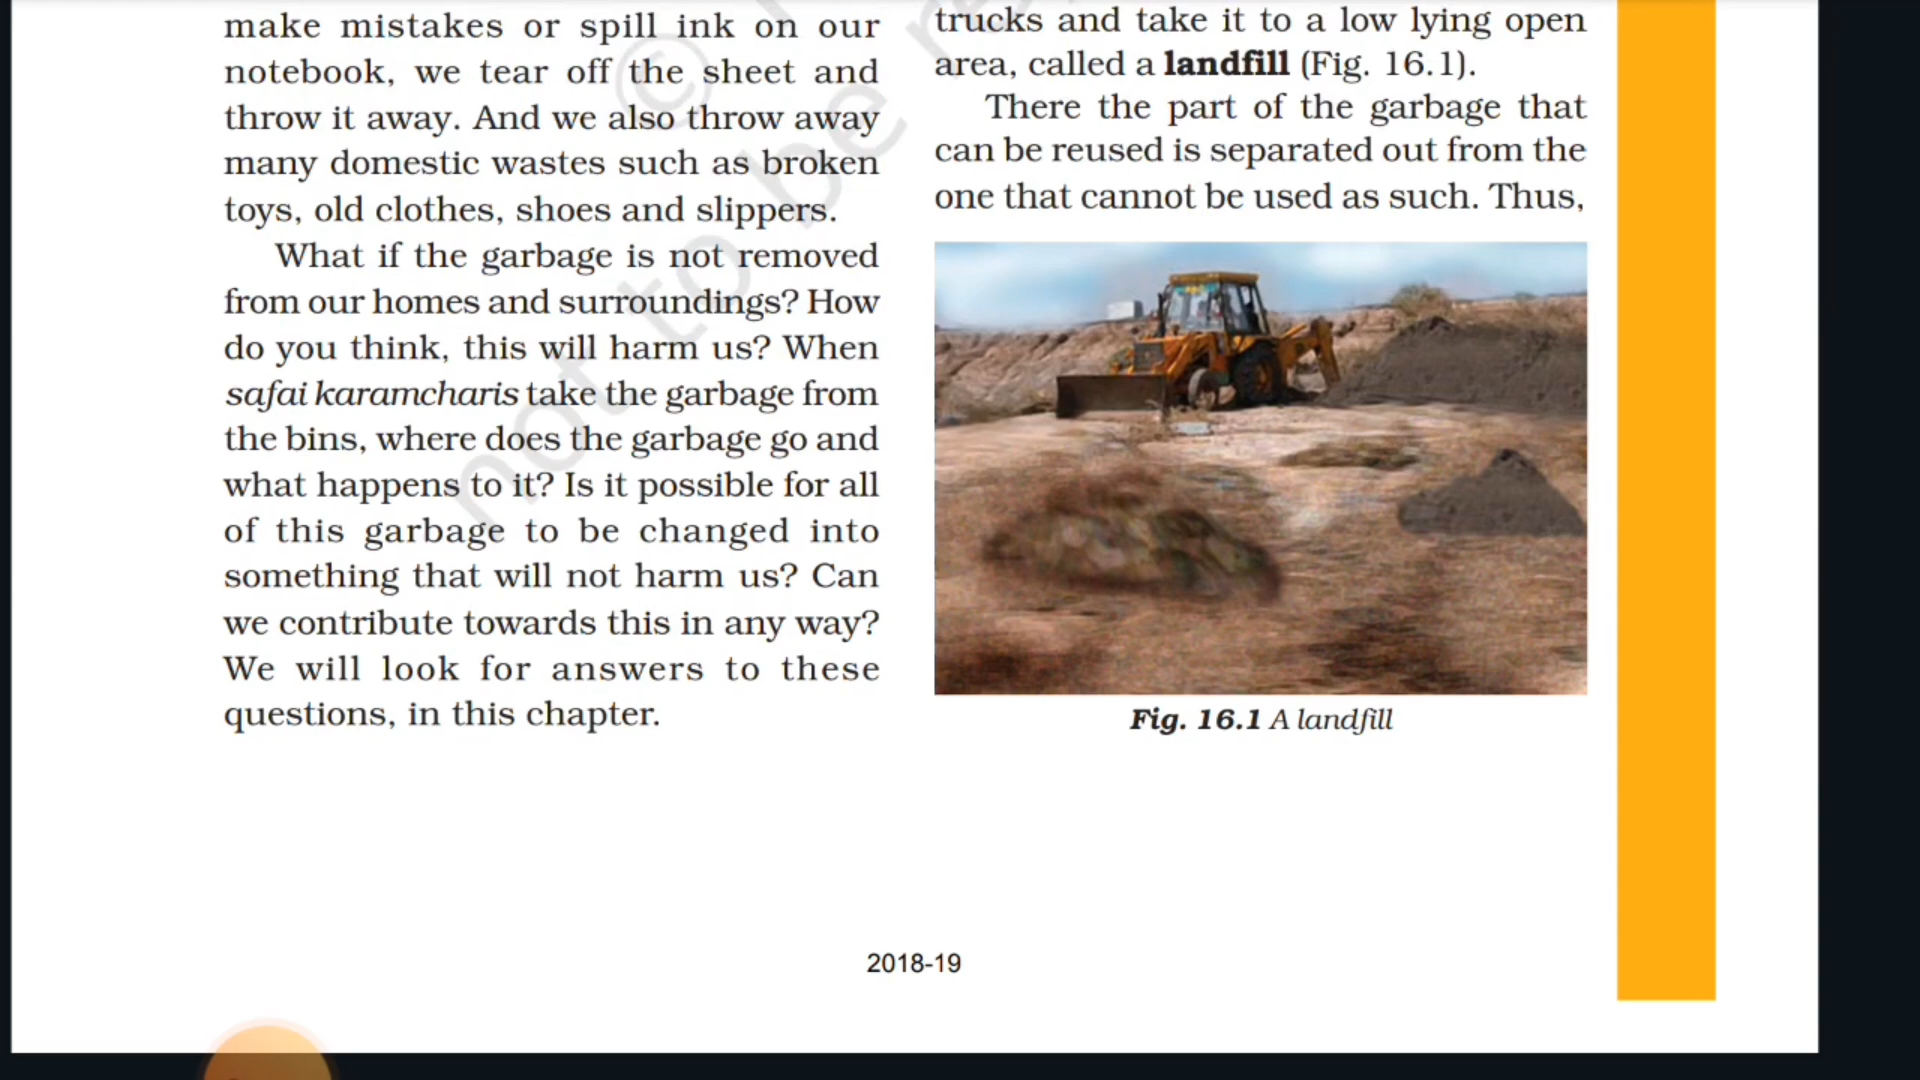 make mistakes or spill ink on our
notebook, we tear off the sheet and
throw it away. And we also throw away
many domestic wastes such as broken
toys, old clothes, shoes and slippers.
What if the garbage is not removed
from our homes and surroundings? How
do you think, this will harm us? When
safai karamcharis take the garbage from
the bins, where does the garbage go and
what happens to it? Is it possible for all
of this garbage to be changed into
something that will not harm us? Can
we contribute towards this in any way?
We will look for answers to these
questions, in this chapter.
trucks and take it to a low lying open
area, called a landfill (Fig. 16.1).
There the part of the garbage that
can be reused is separated out from the
one that cannot be used as such. Thus,
Fig. 16.1 A landfill
2018-19
©
not to be